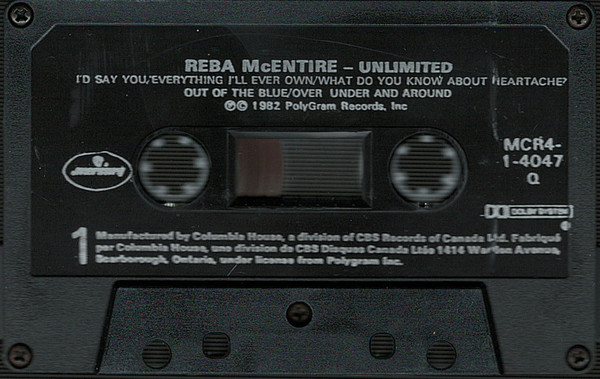 REBA McENTIRE – UNLIMITED
I'D SAY YOU/EVERYTHING I'LL EVER OWN/WHAT DO YOU KNOW ABOUT HEARTACHE?
OUT OF THE BLUE/OVER UNDER AND AROUND
℗© 1982 PolyGram Records, Inc
mercury
MCR4-
1-4047
Q
DOLBY SYSTEM
1
Manufactured by Columbia House, a division of CBS Records of Canada Ltd. Fabriqué
par Columbia House, une division de CBS Disques Canada Ltée 1414 Warden Avenue,
Scarborough, Ontario, under license from Polygram Inc.